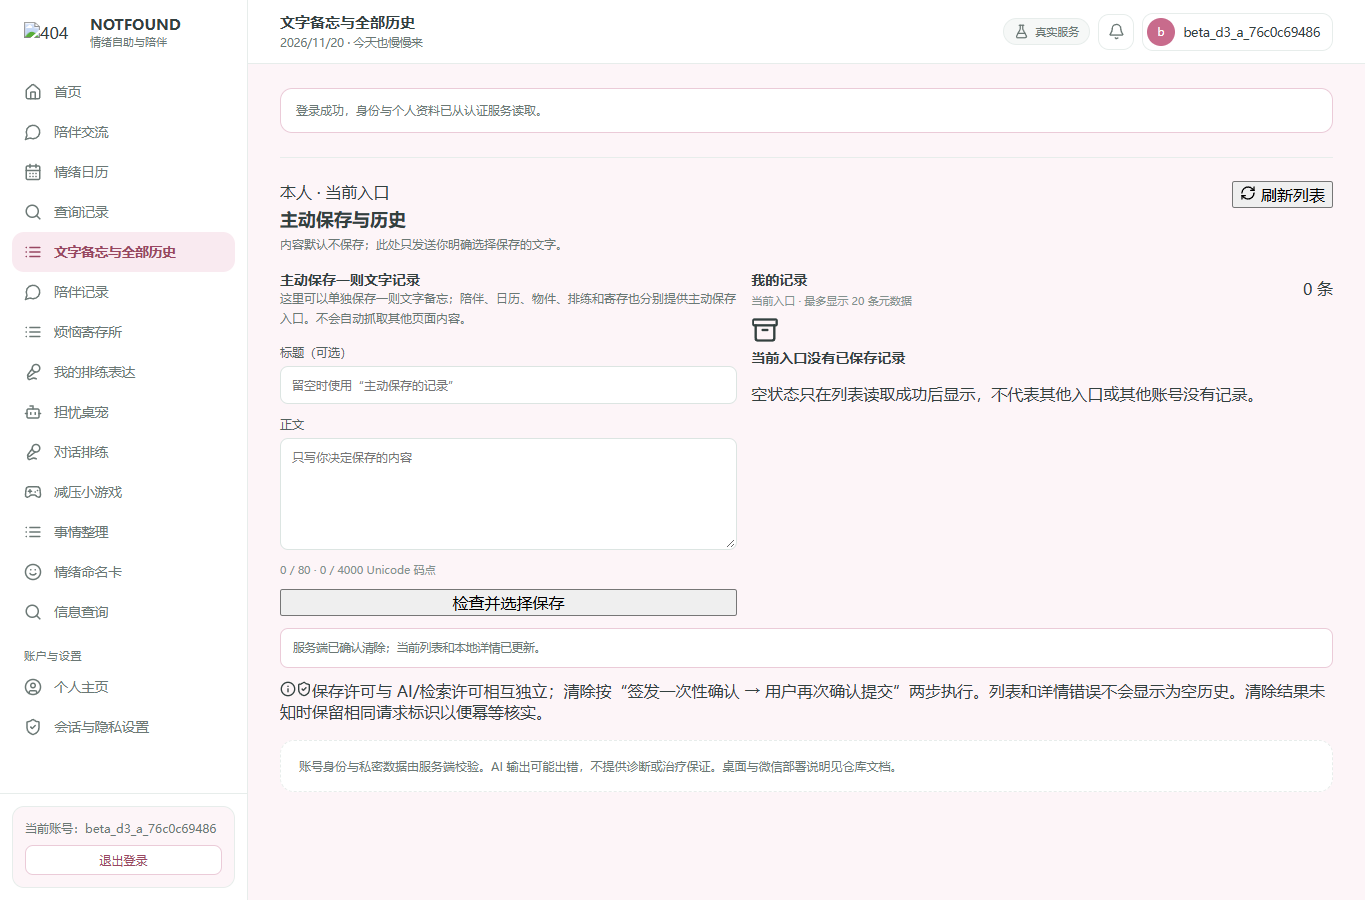 404
NOTFOUND
情绪自助与陪伴
首页
陪伴交流
情绪日历
查询记录
文字备忘与全部历史
陪伴记录
烦恼寄存所
我的排练表达
担忧桌宠
对话排练
减压小游戏
事情整理
情绪命名卡
信息查询
账户与设置
个人主页
会话与隐私设置
当前账号：beta_d3_a_76c0c69486
退出登录
文字备忘与全部历史
2026/11/20 · 今天也慢慢来
真实服务
b
beta_d3_a_76c0c69486
登录成功，身份与个人资料已从认证服务读取。
本人 · 当前入口
主动保存与历史
内容默认不保存；此处只发送你明确选择保存的文字。
刷新列表
主动保存一则文字记录
这里可以单独保存一则文字备忘；陪伴、日历、物件、排练和寄存也分别提供主动保存
入口。不会自动抓取其他页面内容。
标题（可选）
留空时使用“主动保存的记录”
正文
只写你决定保存的内容
0 / 80 · 0 / 4000 Unicode 码点
检查并选择保存
我的记录
当前入口 · 最多显示 20 条元数据
0 条
当前入口没有已保存记录
空状态只在列表读取成功后显示，不代表其他入口或其他账号没有记录。
服务端已确认清除；当前列表和本地详情已更新。
保存许可与 AI/检索许可相互独立；清除按“签发一次性确认 → 用户再次确认提交”两步执行。列表和详情错误不会显示为空历史。清除结果未
知时保留相同请求标识以便幂等核实。
账号身份与私密数据由服务端校验。AI 输出可能出错，不提供诊断或治疗保证。桌面与微信部署说明见仓库文档。